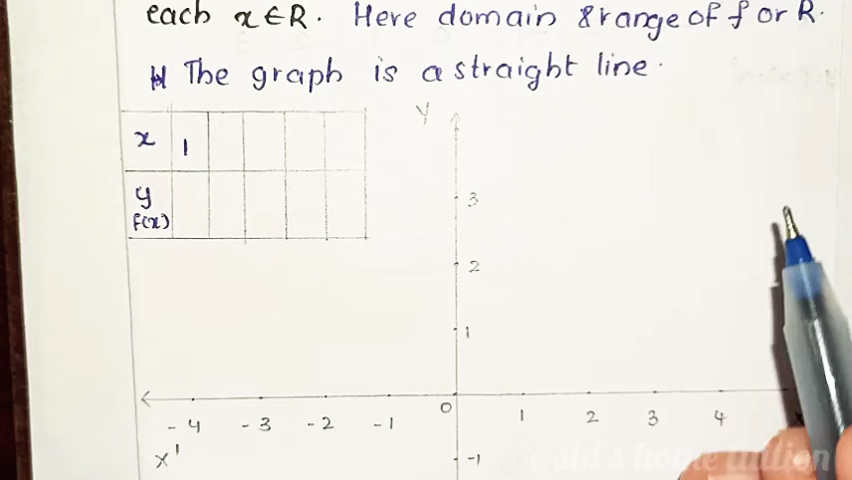 each x ∈ R. Here domain & range of f or R.
The graph is a straight line.
x 1
y
f(x)
Y
3
2
1
0
-4 -3 -2 -1 1 2 3 4
X'
-1